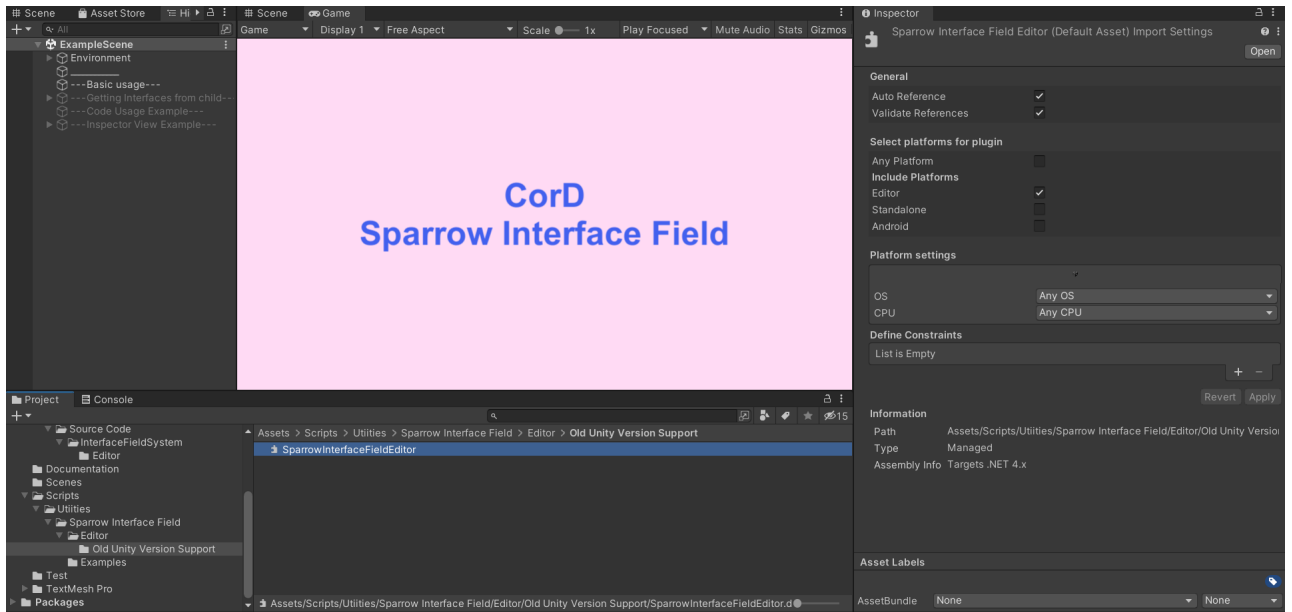 Scene Asset Store Hi
All
ExampleScene
Environment
_________
---Basic usage---
---Getting Interfaces from child--
---Code Usage Example---
---Inspector View Example---
Scene Game
Game Display 1 Free Aspect Scale 1x Play Focused Mute Audio Stats Gizmos
CorD
Sparrow Interface Field
Project Console
15
Source Code
InterfaceFieldSystem
Editor
Documentation
Scenes
Scripts
Utiities
Sparrow Interface Field
Editor
Old Unity Version Support
Examples
Test
TextMesh Pro
Packages
Assets > Scripts > Utiities > Sparrow Interface Field > Editor > Old Unity Version Support
SparrowInterfaceFieldEditor
Assets/Scripts/Utiities/Sparrow Interface Field/Editor/Old Unity Version Support/SparrowInterfaceFieldEditor.d
Inspector
Sparrow Interface Field Editor (Default Asset) Import Settings
Open
General
Auto Reference
Validate References
Select platforms for plugin
Any Platform
Include Platforms
Editor
Standalone
Android
Platform settings
OS Any OS
CPU Any CPU
Define Constraints
List is Empty
+ −
Revert Apply
Information
Path Assets/Scripts/Utiities/Sparrow Interface Field/Editor/Old Unity Versio
Type Managed
Assembly Info Targets .NET 4.x
Asset Labels
AssetBundle None None